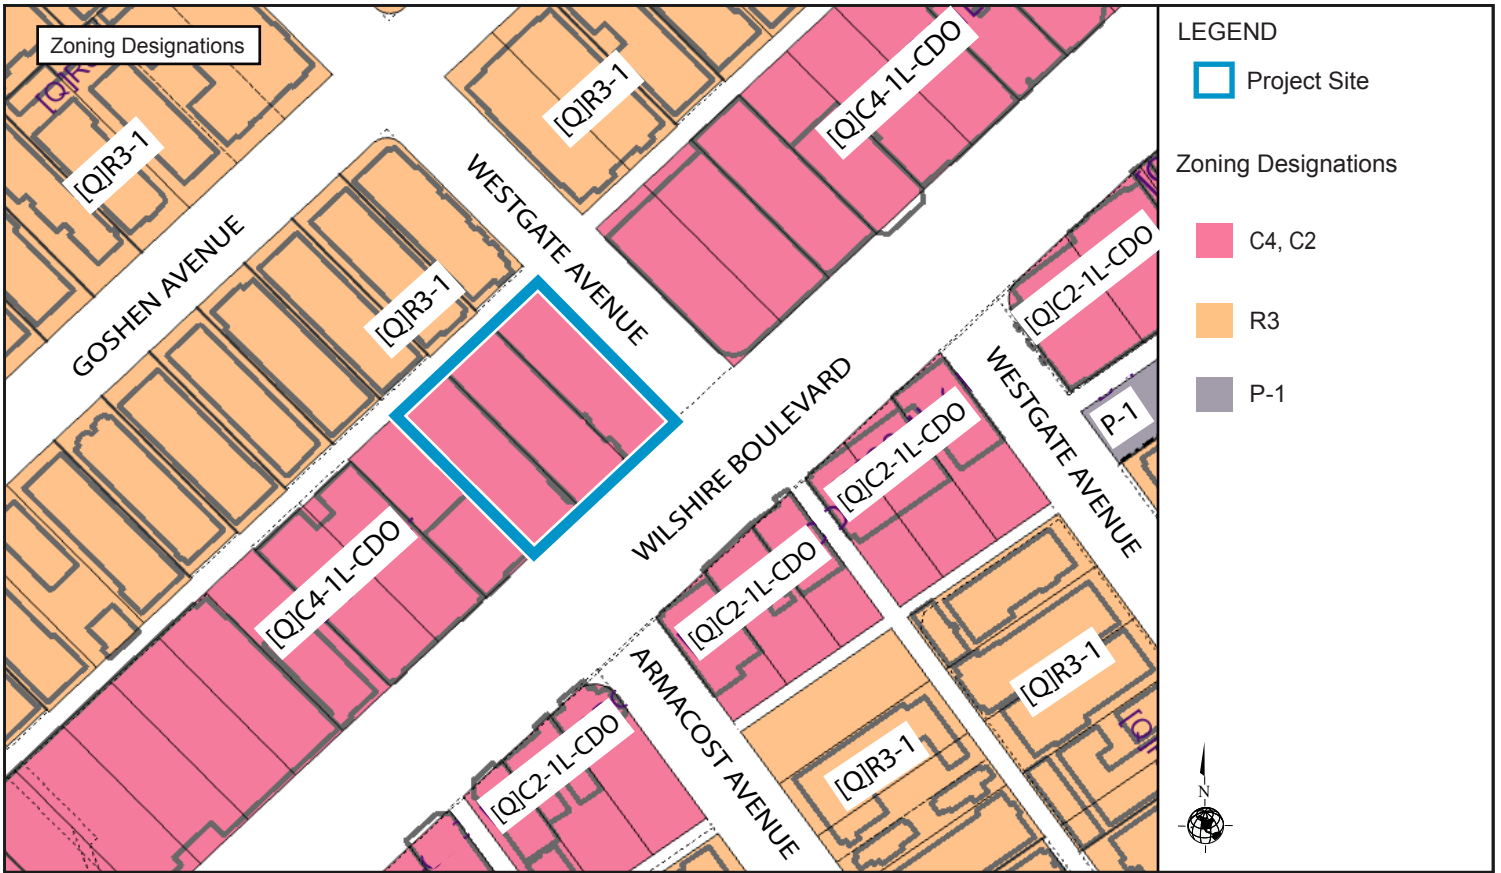 Zoning Designations
[Q]R3-1
[Q]R3-1
[Q]C4-1L-CDO
WESTGATE AVENUE
GOSHEN AVENUE
[Q]R3-1
[Q]C2-1L-CDO
WILSHIRE BOULEVARD
WESTGATE AVENUE
P-1
[Q]C2-1L-CDO
[Q]C4-1L-CDO
[Q]C2-1L-CDO
[Q]R3-1
ARMACOST AVENUE
[Q]C2-1L-CDO
[Q]R3-1
LEGEND
Project Site
Zoning Designations
C4, C2
R3
P-1
N